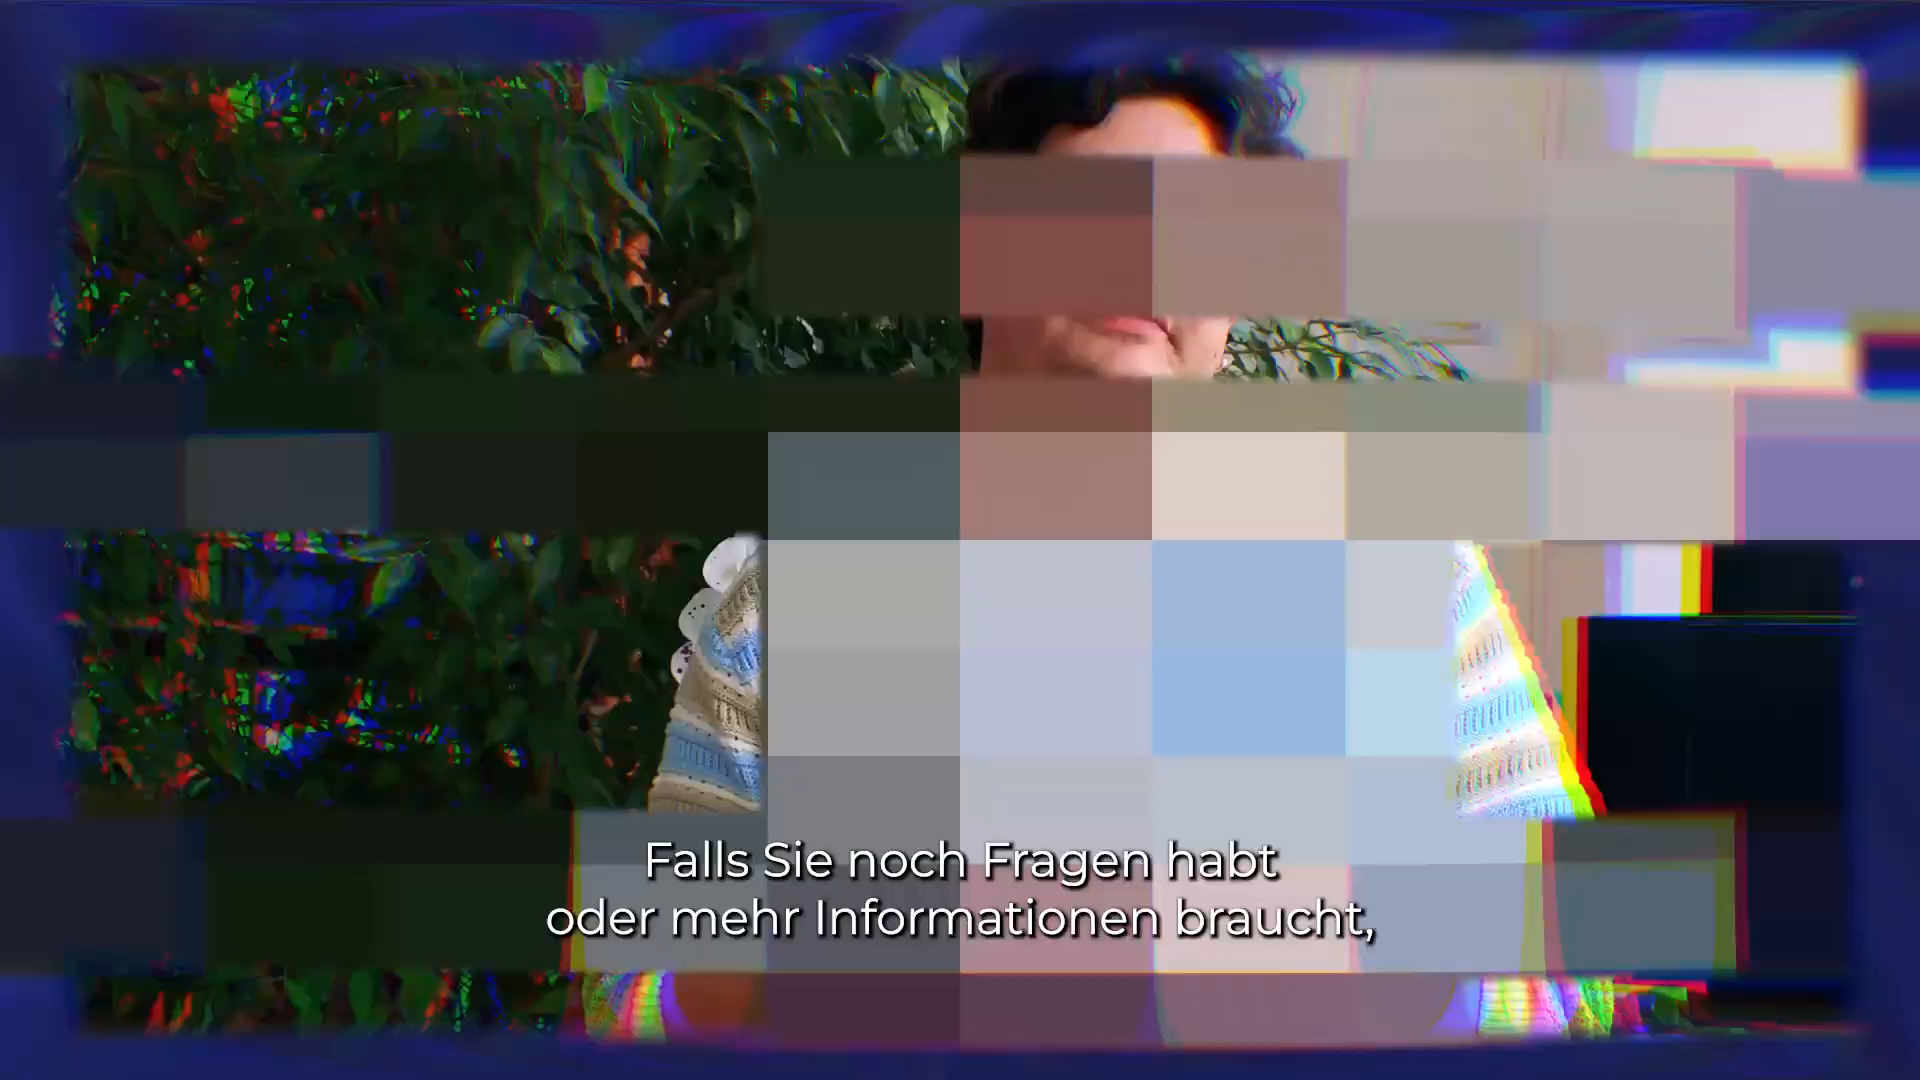 Falls Sie noch Fragen habt
oder mehr Informationen braucht,